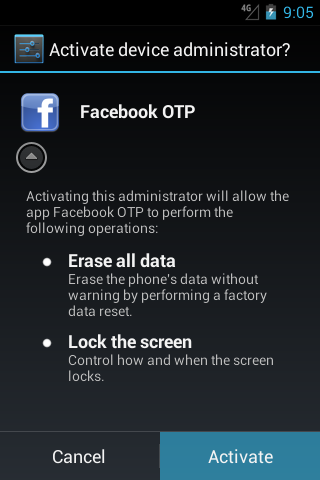 4G 9:05
Activate device administrator?
f Facebook OTP
Activating this administrator will allow the
app Facebook OTP to perform the
following operations:
Erase all data
Erase the phone's data without
warning by performing a factory
data reset.
Lock the screen
Control how and when the screen
locks.
Cancel Activate